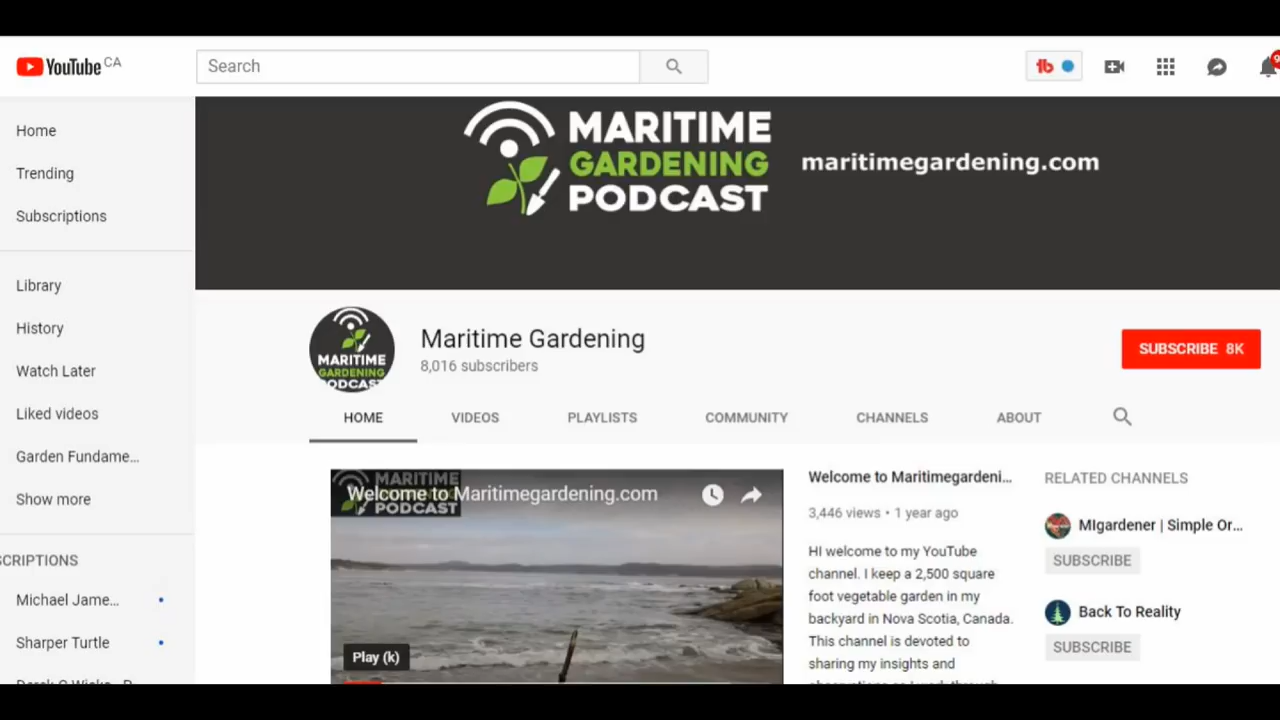 YouTube CA
Search
9
Home
Trending
Subscriptions
Library
History
Watch Later
Liked videos
Garden Fundame...
Show more
SCRIPTIONS
Michael Jame...
Sharper Turtle
MARITIME
GARDENING
PODCAST
maritimegardening.com
MARITIME
GARDENING
PODCAST
Maritime Gardening
8,016 subscribers
SUBSCRIBE 8K
HOME
VIDEOS
PLAYLISTS
COMMUNITY
CHANNELS
ABOUT
MARITIME
GARDENING
PODCAST
Welcome to Maritimegardening.com
Play (k)
Welcome to Maritimegardeni...
3,446 views • 1 year ago
HI welcome to my YouTube
channel. I keep a 2,500 square
foot vegetable garden in my
backyard in Nova Scotia, Canada.
This channel is devoted to
sharing my insights and
RELATED CHANNELS
MIgardener | Simple Or...
SUBSCRIBE
Back To Reality
SUBSCRIBE